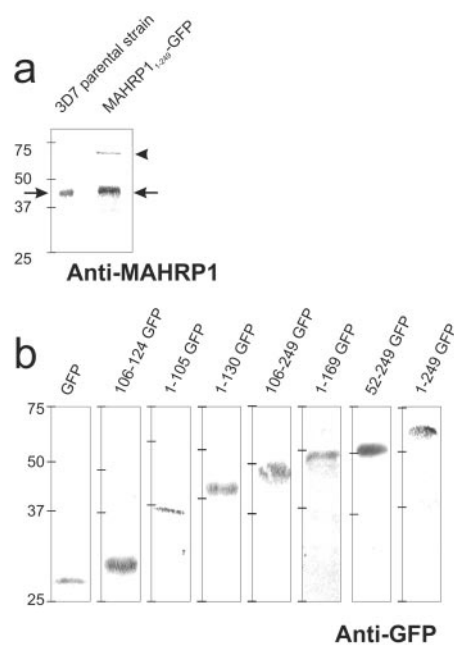 a
3D7 parental strain
MAHRP1₁₋₂₄₉-GFP
75
50
37
25
Anti-MAHRP1
b
GFP
106-124 GFP
1-105 GFP
1-130 GFP
106-249 GFP
1-169 GFP
52-249 GFP
1-249 GFP
75
50
37
25
Anti-GFP